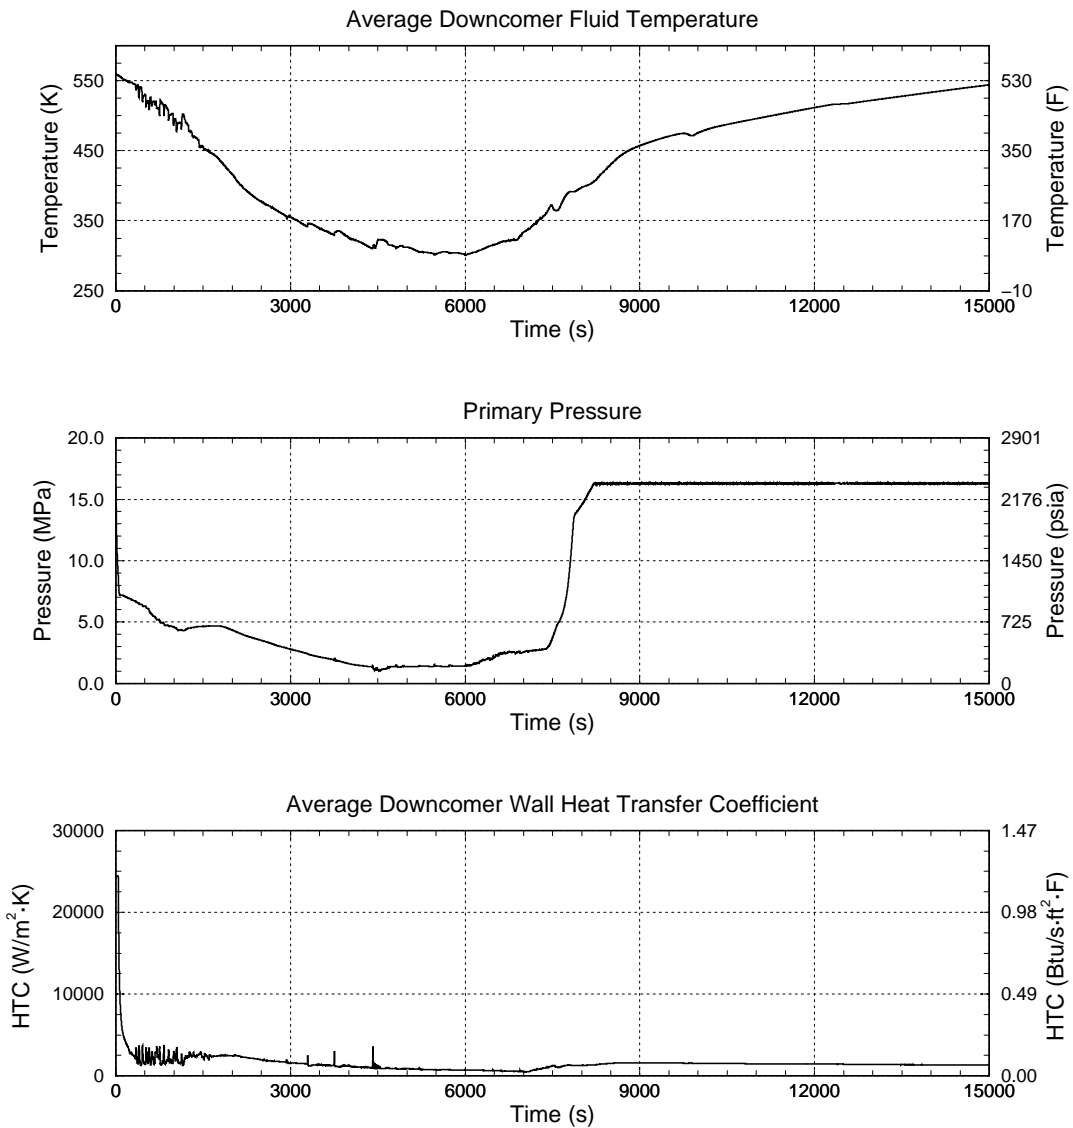 Average Downcomer Fluid Temperature
550
450
350
250
530
350
170
−10
Temperature (K)
Temperature (F)
0 3000 6000 9000 12000 15000
Time (s)
Primary Pressure
20.0
15.0
10.0
5.0
0.0
2901
2176
1450
725
0
Pressure (MPa)
Pressure (psia)
0 3000 6000 9000 12000 15000
Time (s)
Average Downcomer Wall Heat Transfer Coefficient
30000
20000
10000
0
1.47
0.98
0.49
0.00
HTC (W/m²·K)
HTC (Btu/s·ft²·F)
0 3000 6000 9000 12000 15000
Time (s)